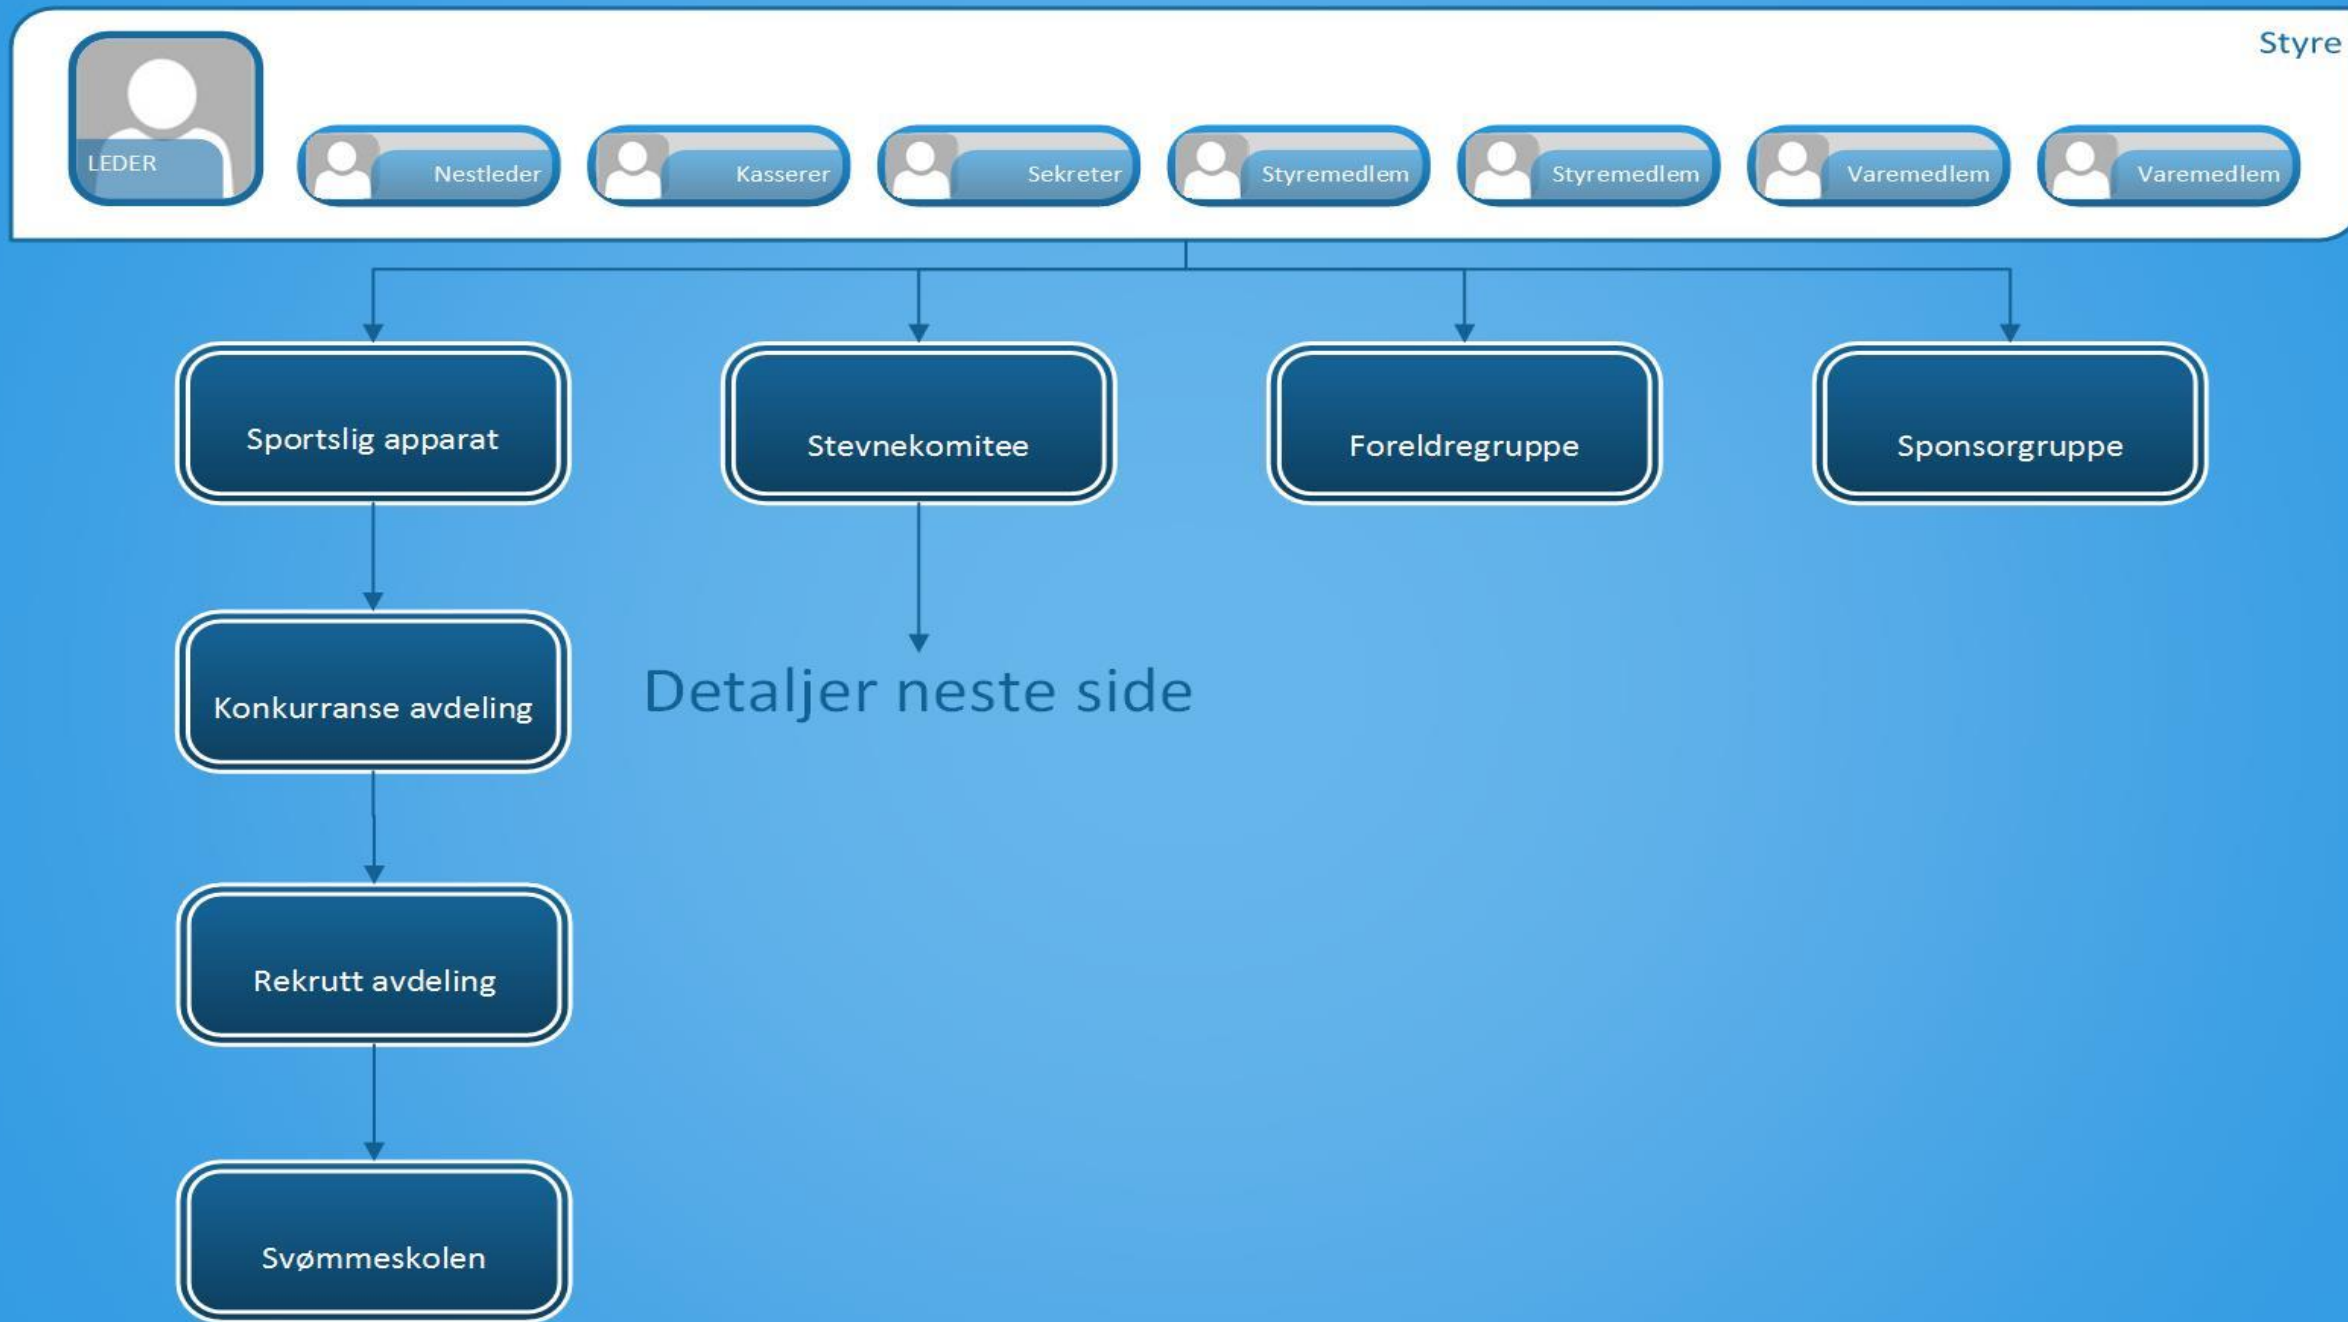 Styre
LEDER
Nestleder
Kasserer
Sekreter
Styremedlem
Styremedlem
Varemedlem
Varemedlem
Sportslig apparat
Stevnekomitee
Foreldregruppe
Sponsorgruppe
Konkurranse avdeling
Detaljer neste side
Rekrutt avdeling
Svømmeskolen